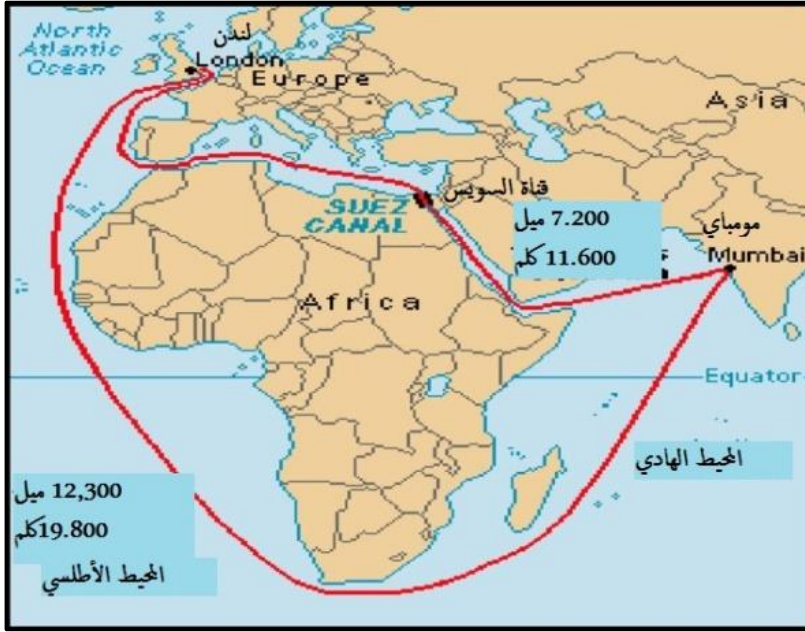 North
Atlantic
Ocean
لندن
London
Europe
Asia
قناة السويس
SUEZ
CANAL
7.200 ميل
11.600 كلم
مومباي
Mumbai
Africa
Equator
المحيط الهادي
12,300 ميل
19.800كلم
المحيط الأطلسي